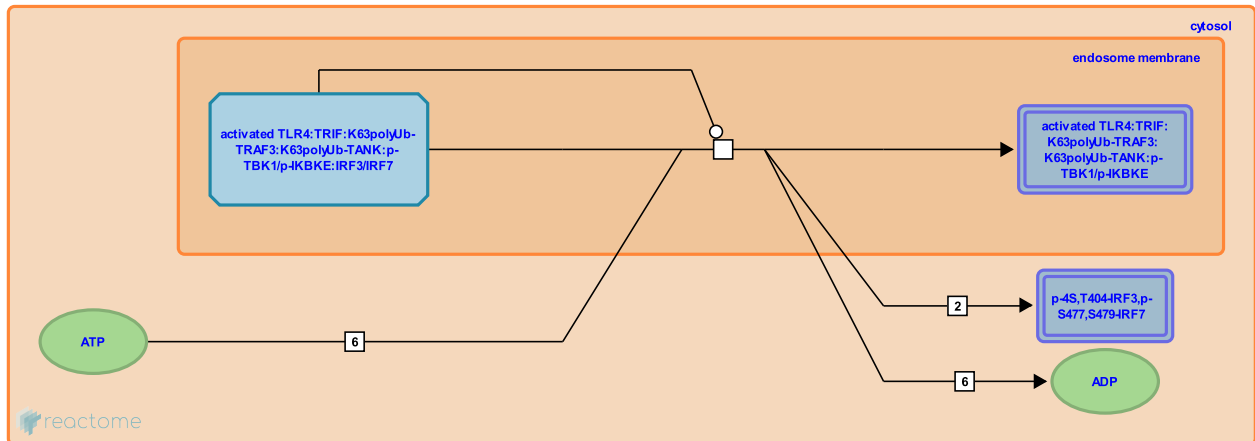 cytosol
endosome membrane
activated TLR4:TRIF:K63polyUb-
TRAF3:K63polyUb-TANK:p-
TBK1/p-IKBKE:IRF3/IRF7
activated TLR4:TRIF:
K63polyUb-TRAF3:
K63polyUb-TANK:p-
TBK1/p-IKBKE
2
p-4S,T404-IRF3,p-
S477,S479-IRF7
ATP
6
6
ADP
reactome